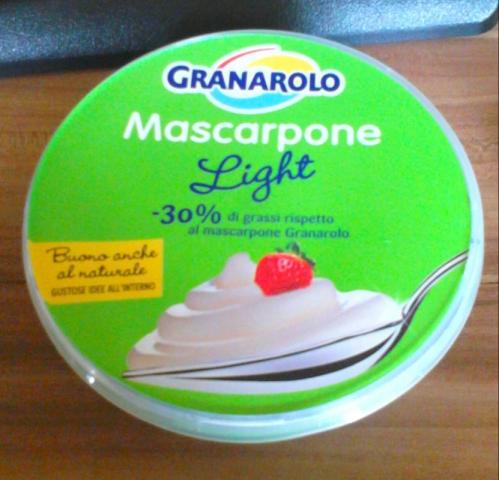 GRANAROLO
Mascarpone
Light
-30% di grassi rispetto
al mascarpone Granarolo
Buono anche
al naturale
GUSTOSE IDEE ALL'INTERNO